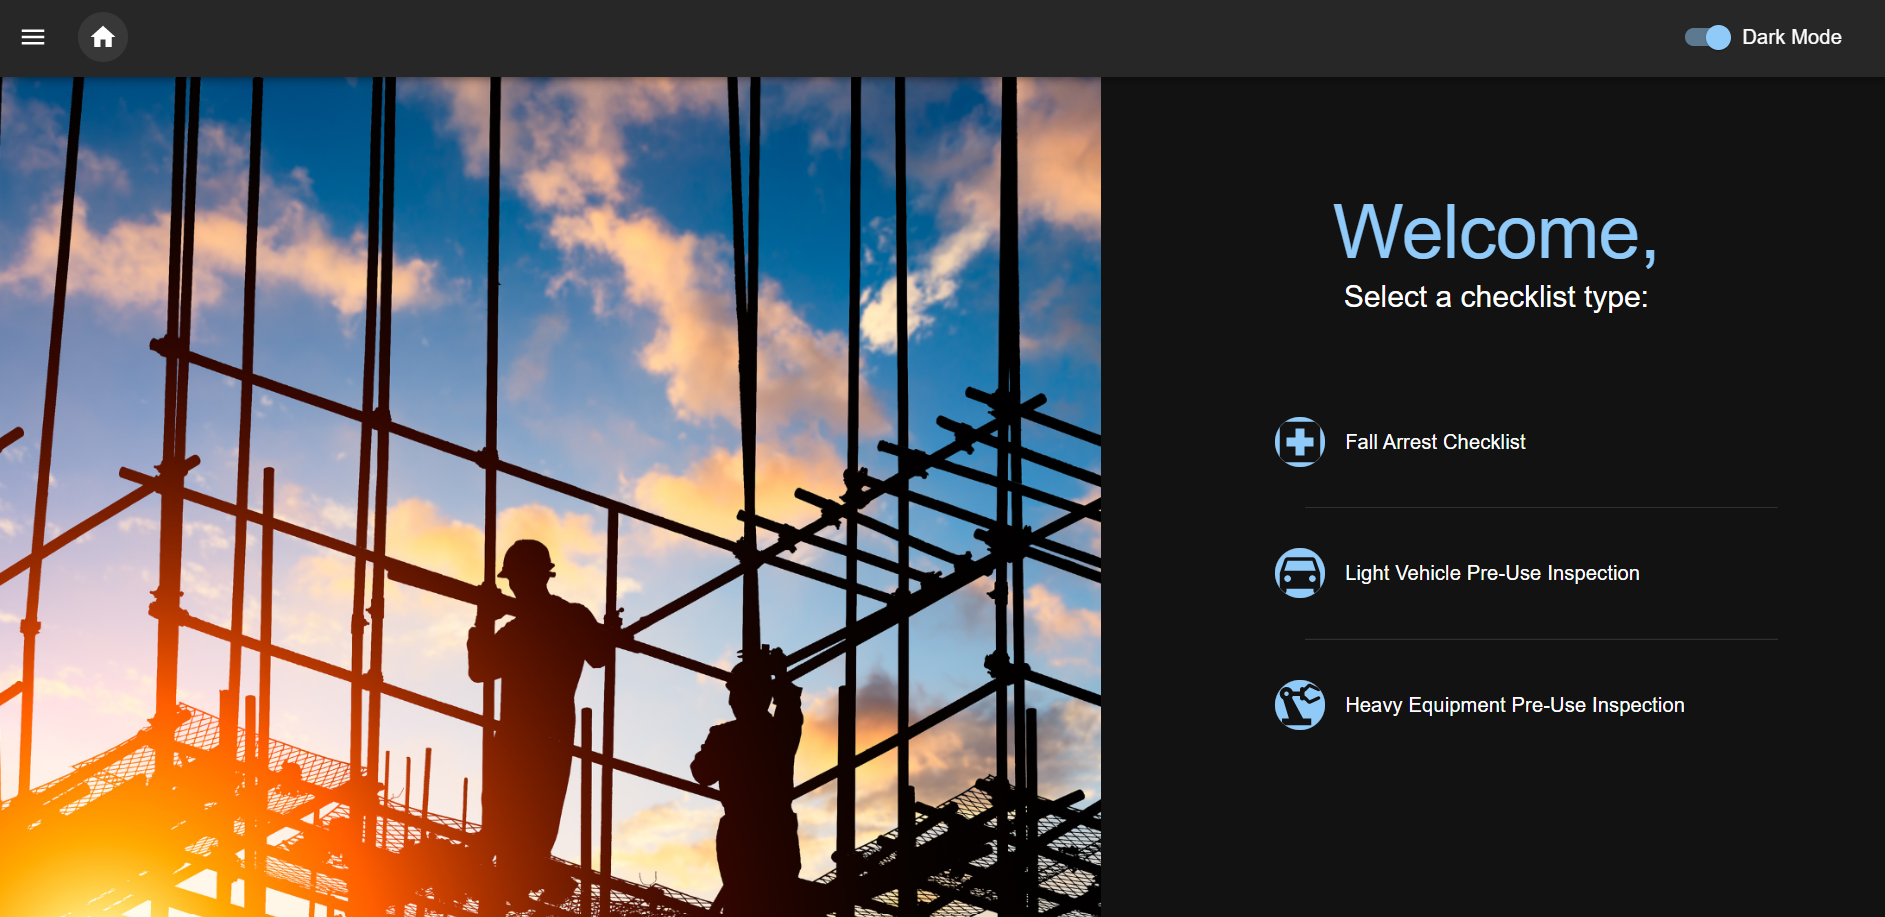 Dark Mode
Welcome,
Select a checklist type:
Fall Arrest Checklist
Light Vehicle Pre-Use Inspection
Heavy Equipment Pre-Use Inspection